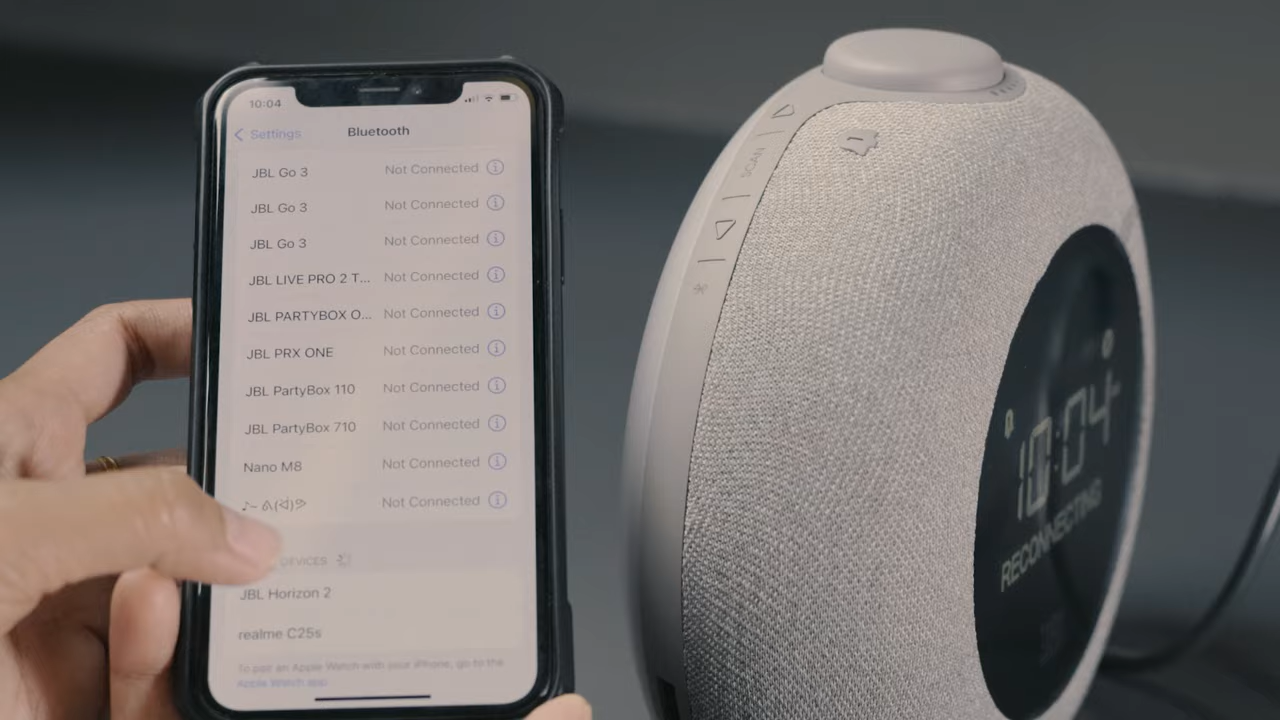 10:04
Settings
Bluetooth
JBL Go 3 Not Connected
JBL Go 3 Not Connected
JBL Go 3 Not Connected
JBL LIVE PRO 2 T... Not Connected
JBL PARTYBOX O... Not Connected
JBL PRX ONE Not Connected
JBL PartyBox 110 Not Connected
JBL PartyBox 710 Not Connected
Nano M8 Not Connected
Not Connected
DEVICES
JBL Horizon 2
realme C25s
To pair an Apple Watch with your iPhone, go to the
Apple Watch app
SCAN
10:04
RECONNECTING